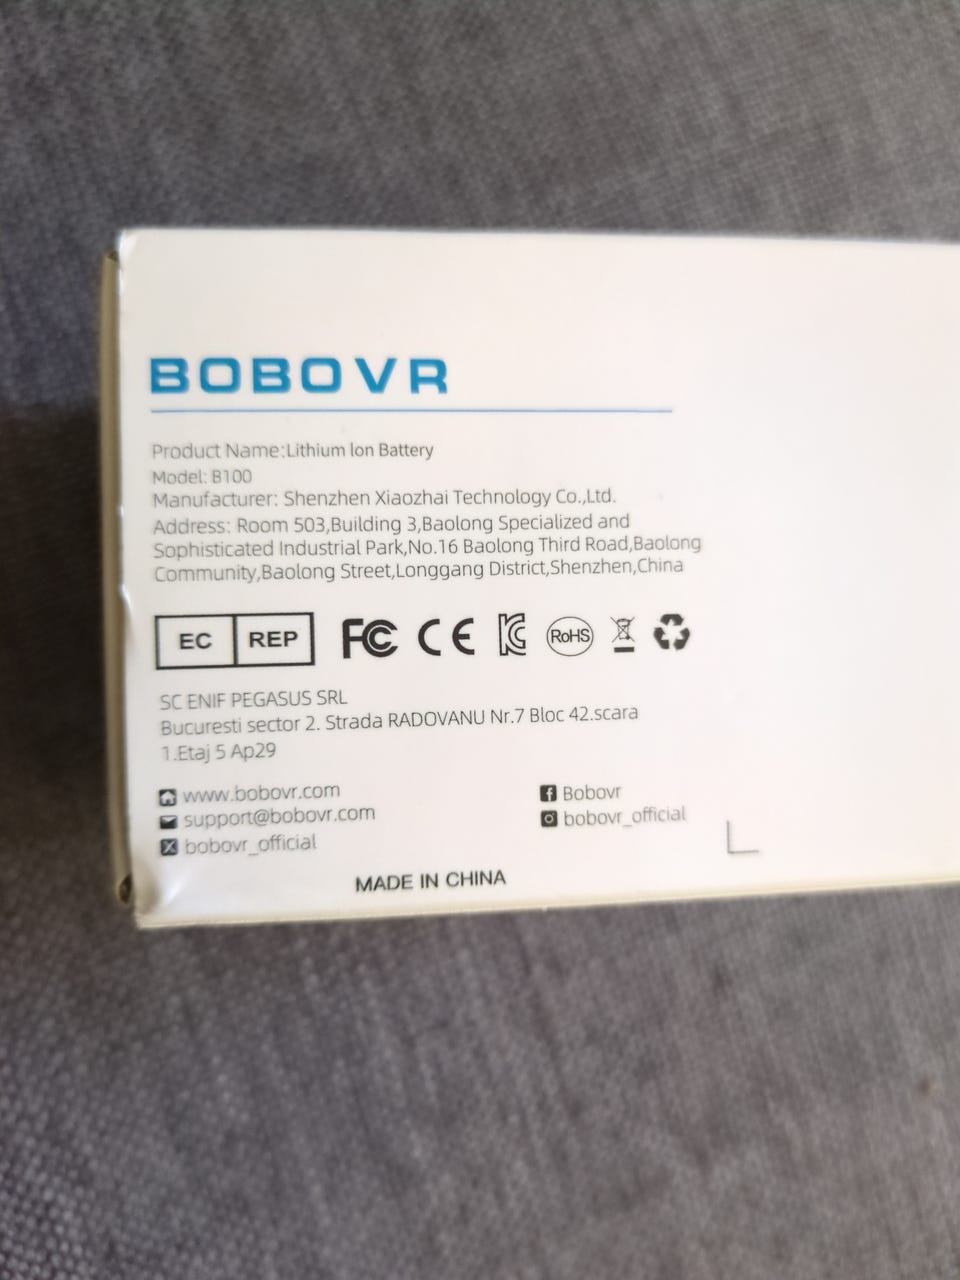 BOBOVR
Product Name:Lithium lon Battery
Model: B100
Manufacturer: Shenzhen Xiaozhai Technology Co.,Ltd.
Address: Room 503,Building 3,Baolong Specialized and
Sophisticated Industrial Park,No.16 Baolong Third Road,Baolong
Community,Baolong Street,Longgang District,Shenzhen,China
EC REP FC CE KC RoHS
SC ENIF PEGASUS SRL
Bucuresti sector 2. Strada RADOVANU Nr.7 Bloc 42.scara
1.Etaj 5 Ap29
www.bobovr.com Bobovr
support@bobovr.com bobovr_official
bobovr_official
MADE IN CHINA